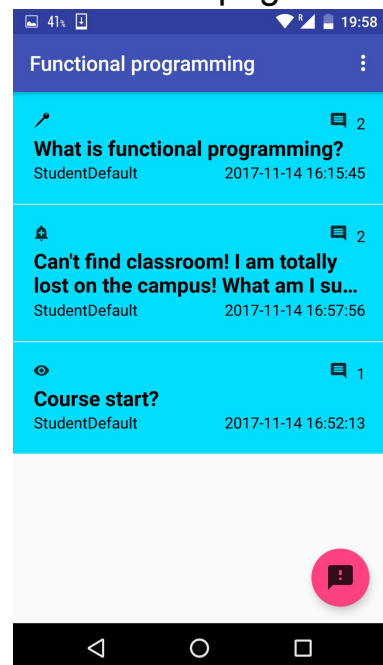 41% 19:58
Functional programming
2
What is functional programming?
StudentDefault 2017-11-14 16:15:45
2
Can't find classroom! I am totally
lost on the campus! What am I su...
StudentDefault 2017-11-14 16:57:56
1
Course start?
StudentDefault 2017-11-14 16:52:13